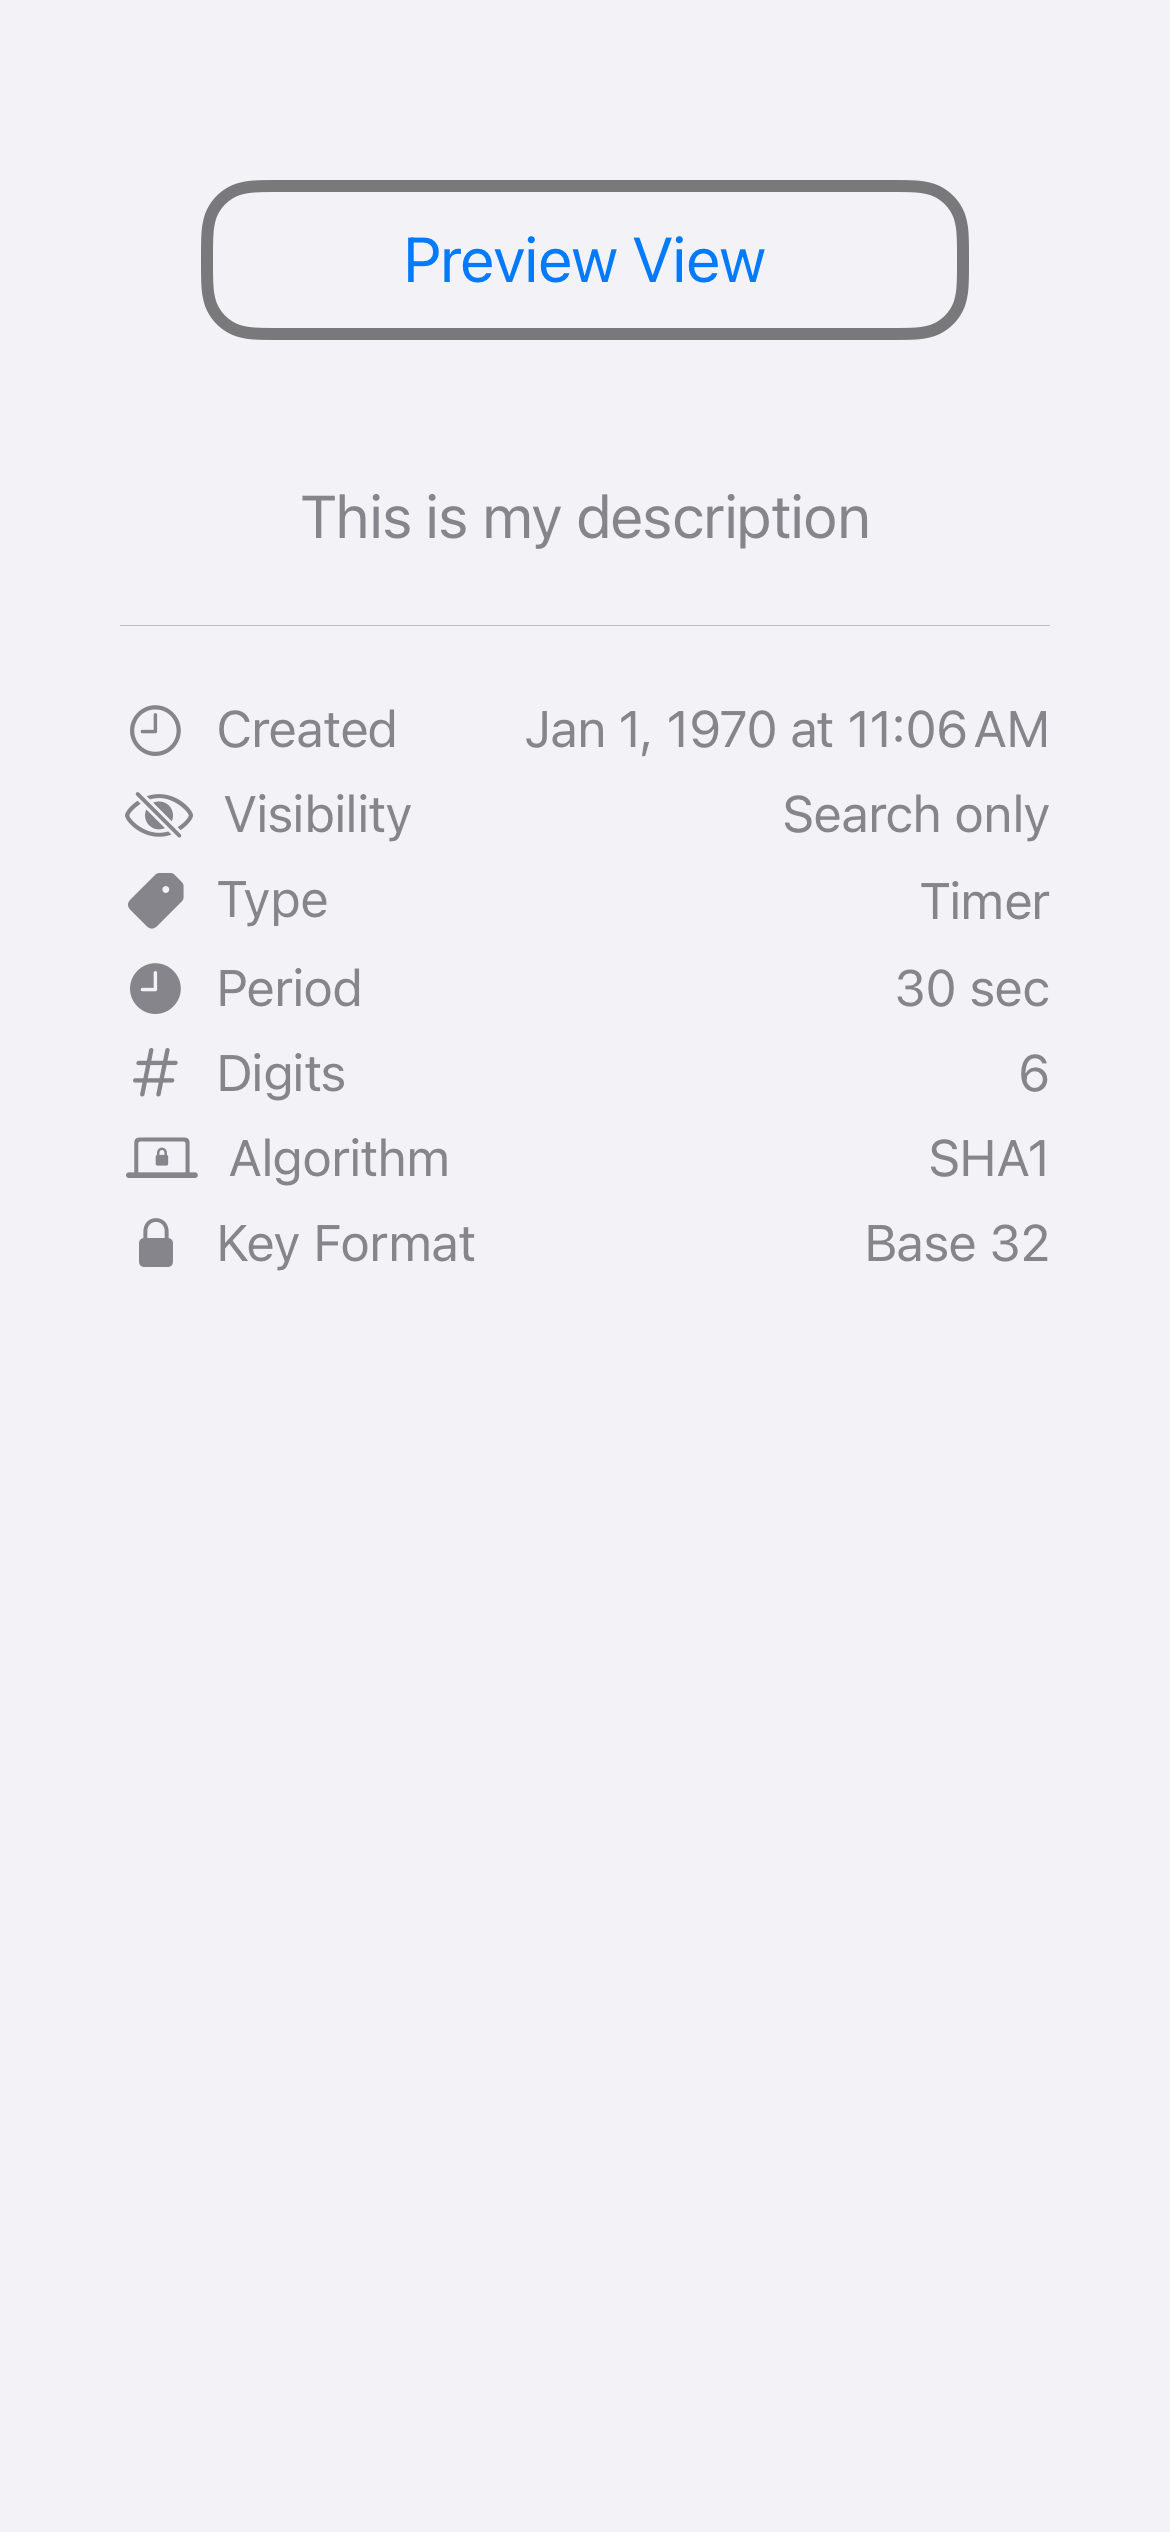 Preview View
This is my description
Created Jan 1, 1970 at 11:06 AM
Visibility Search only
Type Timer
Period 30 sec
Digits 6
Algorithm SHA1
Key Format Base 32